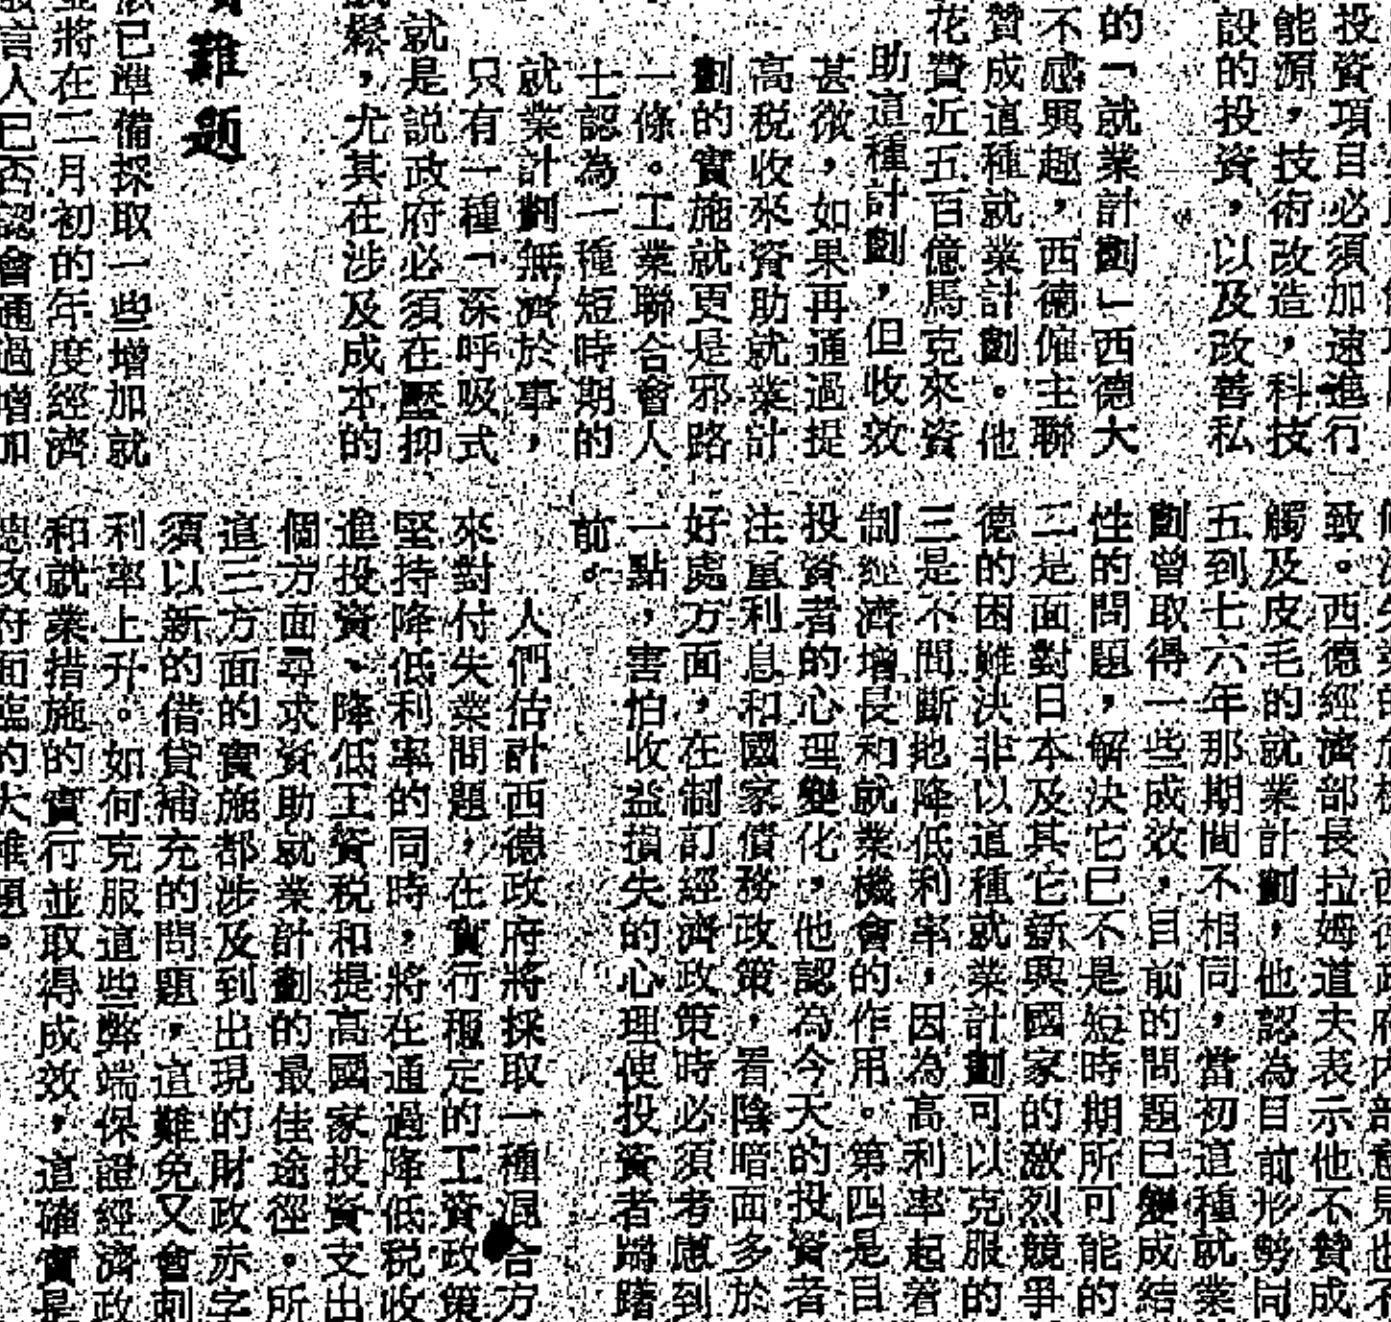 投資項目必須加速進行
能源，技術改造，科技
設的投資，以及改善私
的「就業計劃」西德大
不感興趣，西德僱主聯
贊成這種就業計劃。他
花費近五百億馬克來資
助這種計劃，但收效
甚微，如果再通過提
高税收來資助就業計
劃的實施就更是邪路
一條。工業聯合會人
士認為一種短時期的
就業計劃無濟於事，
只有一種「深呼吸式
就是説政府必須在壓抑
鬆，尤其在涉及成本的
難題
已準備採取一些增加就
將在二月初的年度經濟
言人已否認會通過增加
致。西德經濟部長拉姆道夫表示他不贊成
觸及皮毛的就業計劃，他認為目前形勢同
五到七六年那期間不相同，當初這種就業
劃曾取得一些成效，目前的問題已變成結
性的問題，解決它已不是短時期所可能的
二是面對日本及其它新興國家的激烈競爭
德的困難決非以這種就業計劃可以克服的
三是不間斷地降低利率，因為高利率起着
制經濟增長和就業機會的作用。第四是目
投資者的心理變化，他認為今天的投資者
注重利息和國家債務政策，看陰暗面多於
好處方面，在制訂經濟政策時必須考慮到
一點，害怕收益損失的心理使投資者躊躇
前。
人們估計西德政府將採取一種混合方
來對付失業問題，在實行穩定的工資政策
堅持降低利率的同時，將在通過降低税收
進投資、降低工資税和提高國家投資支出
個方面尋求資助就業計劃的最佳途徑。所
這三方面的實施都涉及到出現的財政赤字
須以新的借貸補充的問題，這難免又會刺
利率上升。如何克服這些弊端保證經濟政
和就業措施的實行並取得成效，這確實是
政府面臨的大難題。